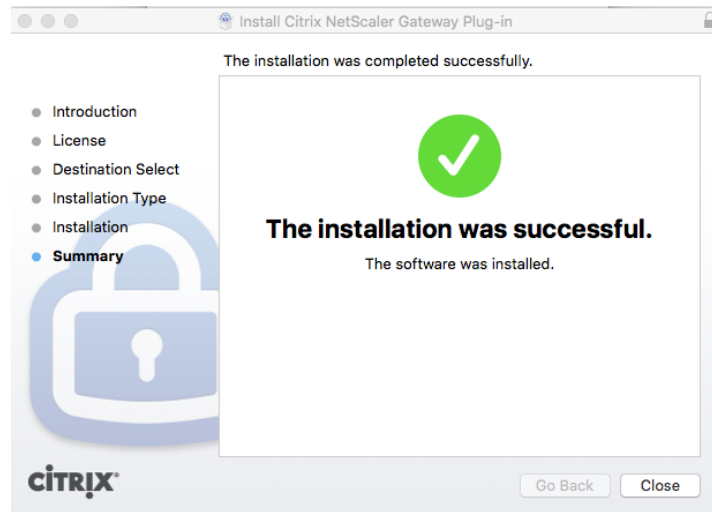 Install Citrix NetScaler Gateway Plug-in
The installation was completed successfully.
Introduction
License
Destination Select
Installation Type
Installation
Summary
The installation was successful.
The software was installed.
CITRIX
Go Back
Close